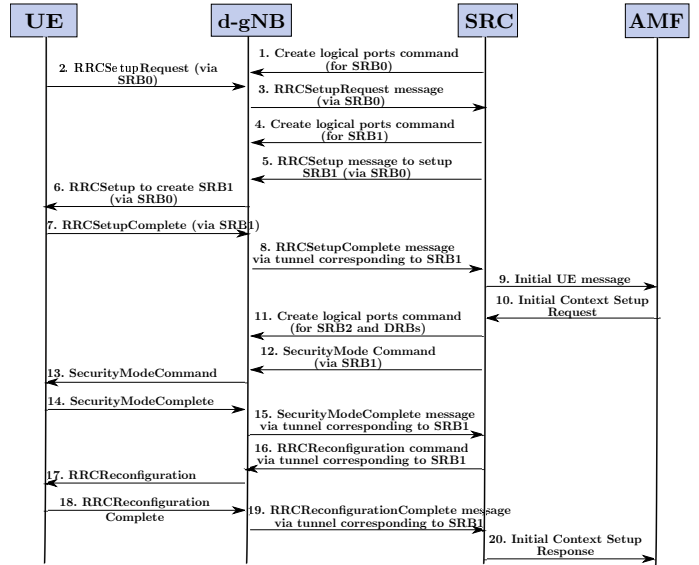 UE
d-gNB
SRC
AMF
1. Create logical ports command
(for SRB0)
2. RRCSetupRequest (via
SRB0)
3. RRCSetupRequest message
(via SRB0)
4. Create logical ports command
(for SRB1)
5. RRCSetup message to setup
SRB1 (via SRB0)
6. RRCSetup to create SRB1
(via SRB0)
7. RRCSetupComplete (via SRB1)
8. RRCSetupComplete message
via tunnel corresponding to SRB1
9. Initial UE message
10. Initial Context Setup
Request
11. Create logical ports command
(for SRB2 and DRBs)
12. SecurityMode Command
(via SRB1)
13. SecurityModeCommand
14. SecurityModeComplete
15. SecurityModeComplete message
via tunnel corresponding to SRB1
16. RRCReconfiguration command
via tunnel corresponding to SRB1
17. RRCReconfiguration
18. RRCReconfiguration
Complete
19. RRCReconfigurationComplete message
via tunnel corresponding to SRB1
20. Initial Context Setup
Response